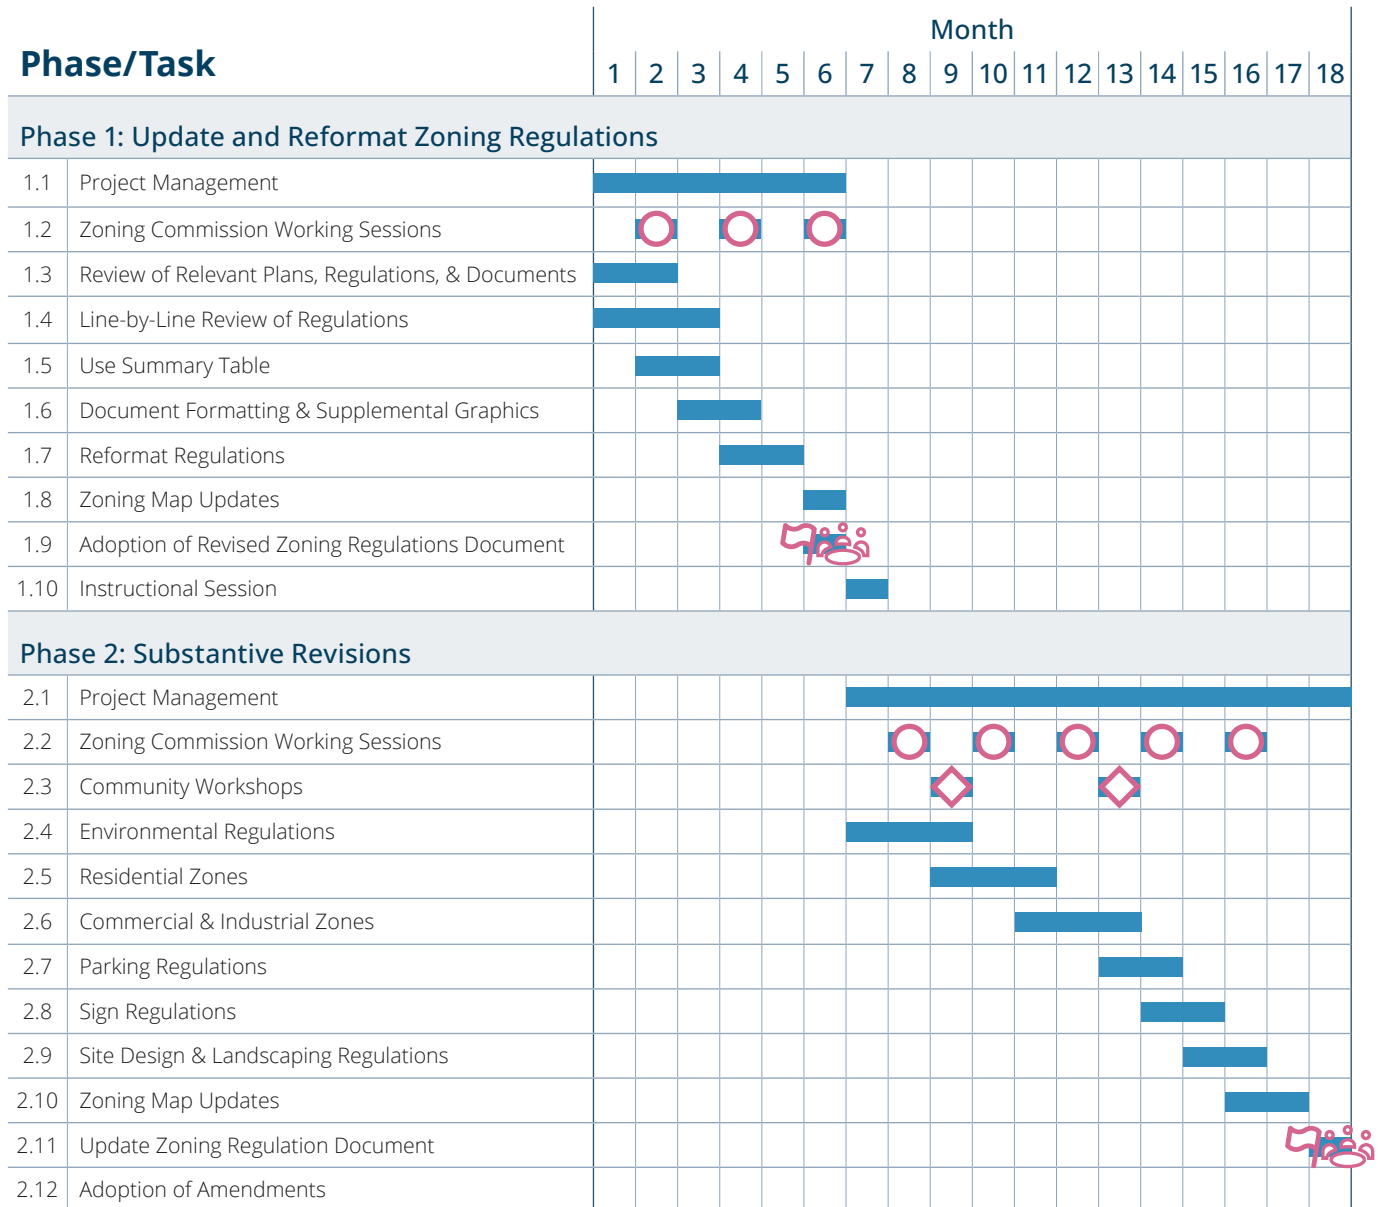 Month
Phase/Task
1 2 3 4 5 6 7 8 9 10 11 12 13 14 15 16 17 18
Phase 1: Update and Reformat Zoning Regulations
1.1 Project Management
1.2 Zoning Commission Working Sessions
1.3 Review of Relevant Plans, Regulations, & Documents
1.4 Line-by-Line Review of Regulations
1.5 Use Summary Table
1.6 Document Formatting & Supplemental Graphics
1.7 Reformat Regulations
1.8 Zoning Map Updates
1.9 Adoption of Revised Zoning Regulations Document
1.10 Instructional Session
Phase 2: Substantive Revisions
2.1 Project Management
2.2 Zoning Commission Working Sessions
2.3 Community Workshops
2.4 Environmental Regulations
2.5 Residential Zones
2.6 Commercial & Industrial Zones
2.7 Parking Regulations
2.8 Sign Regulations
2.9 Site Design & Landscaping Regulations
2.10 Zoning Map Updates
2.11 Update Zoning Regulation Document
2.12 Adoption of Amendments